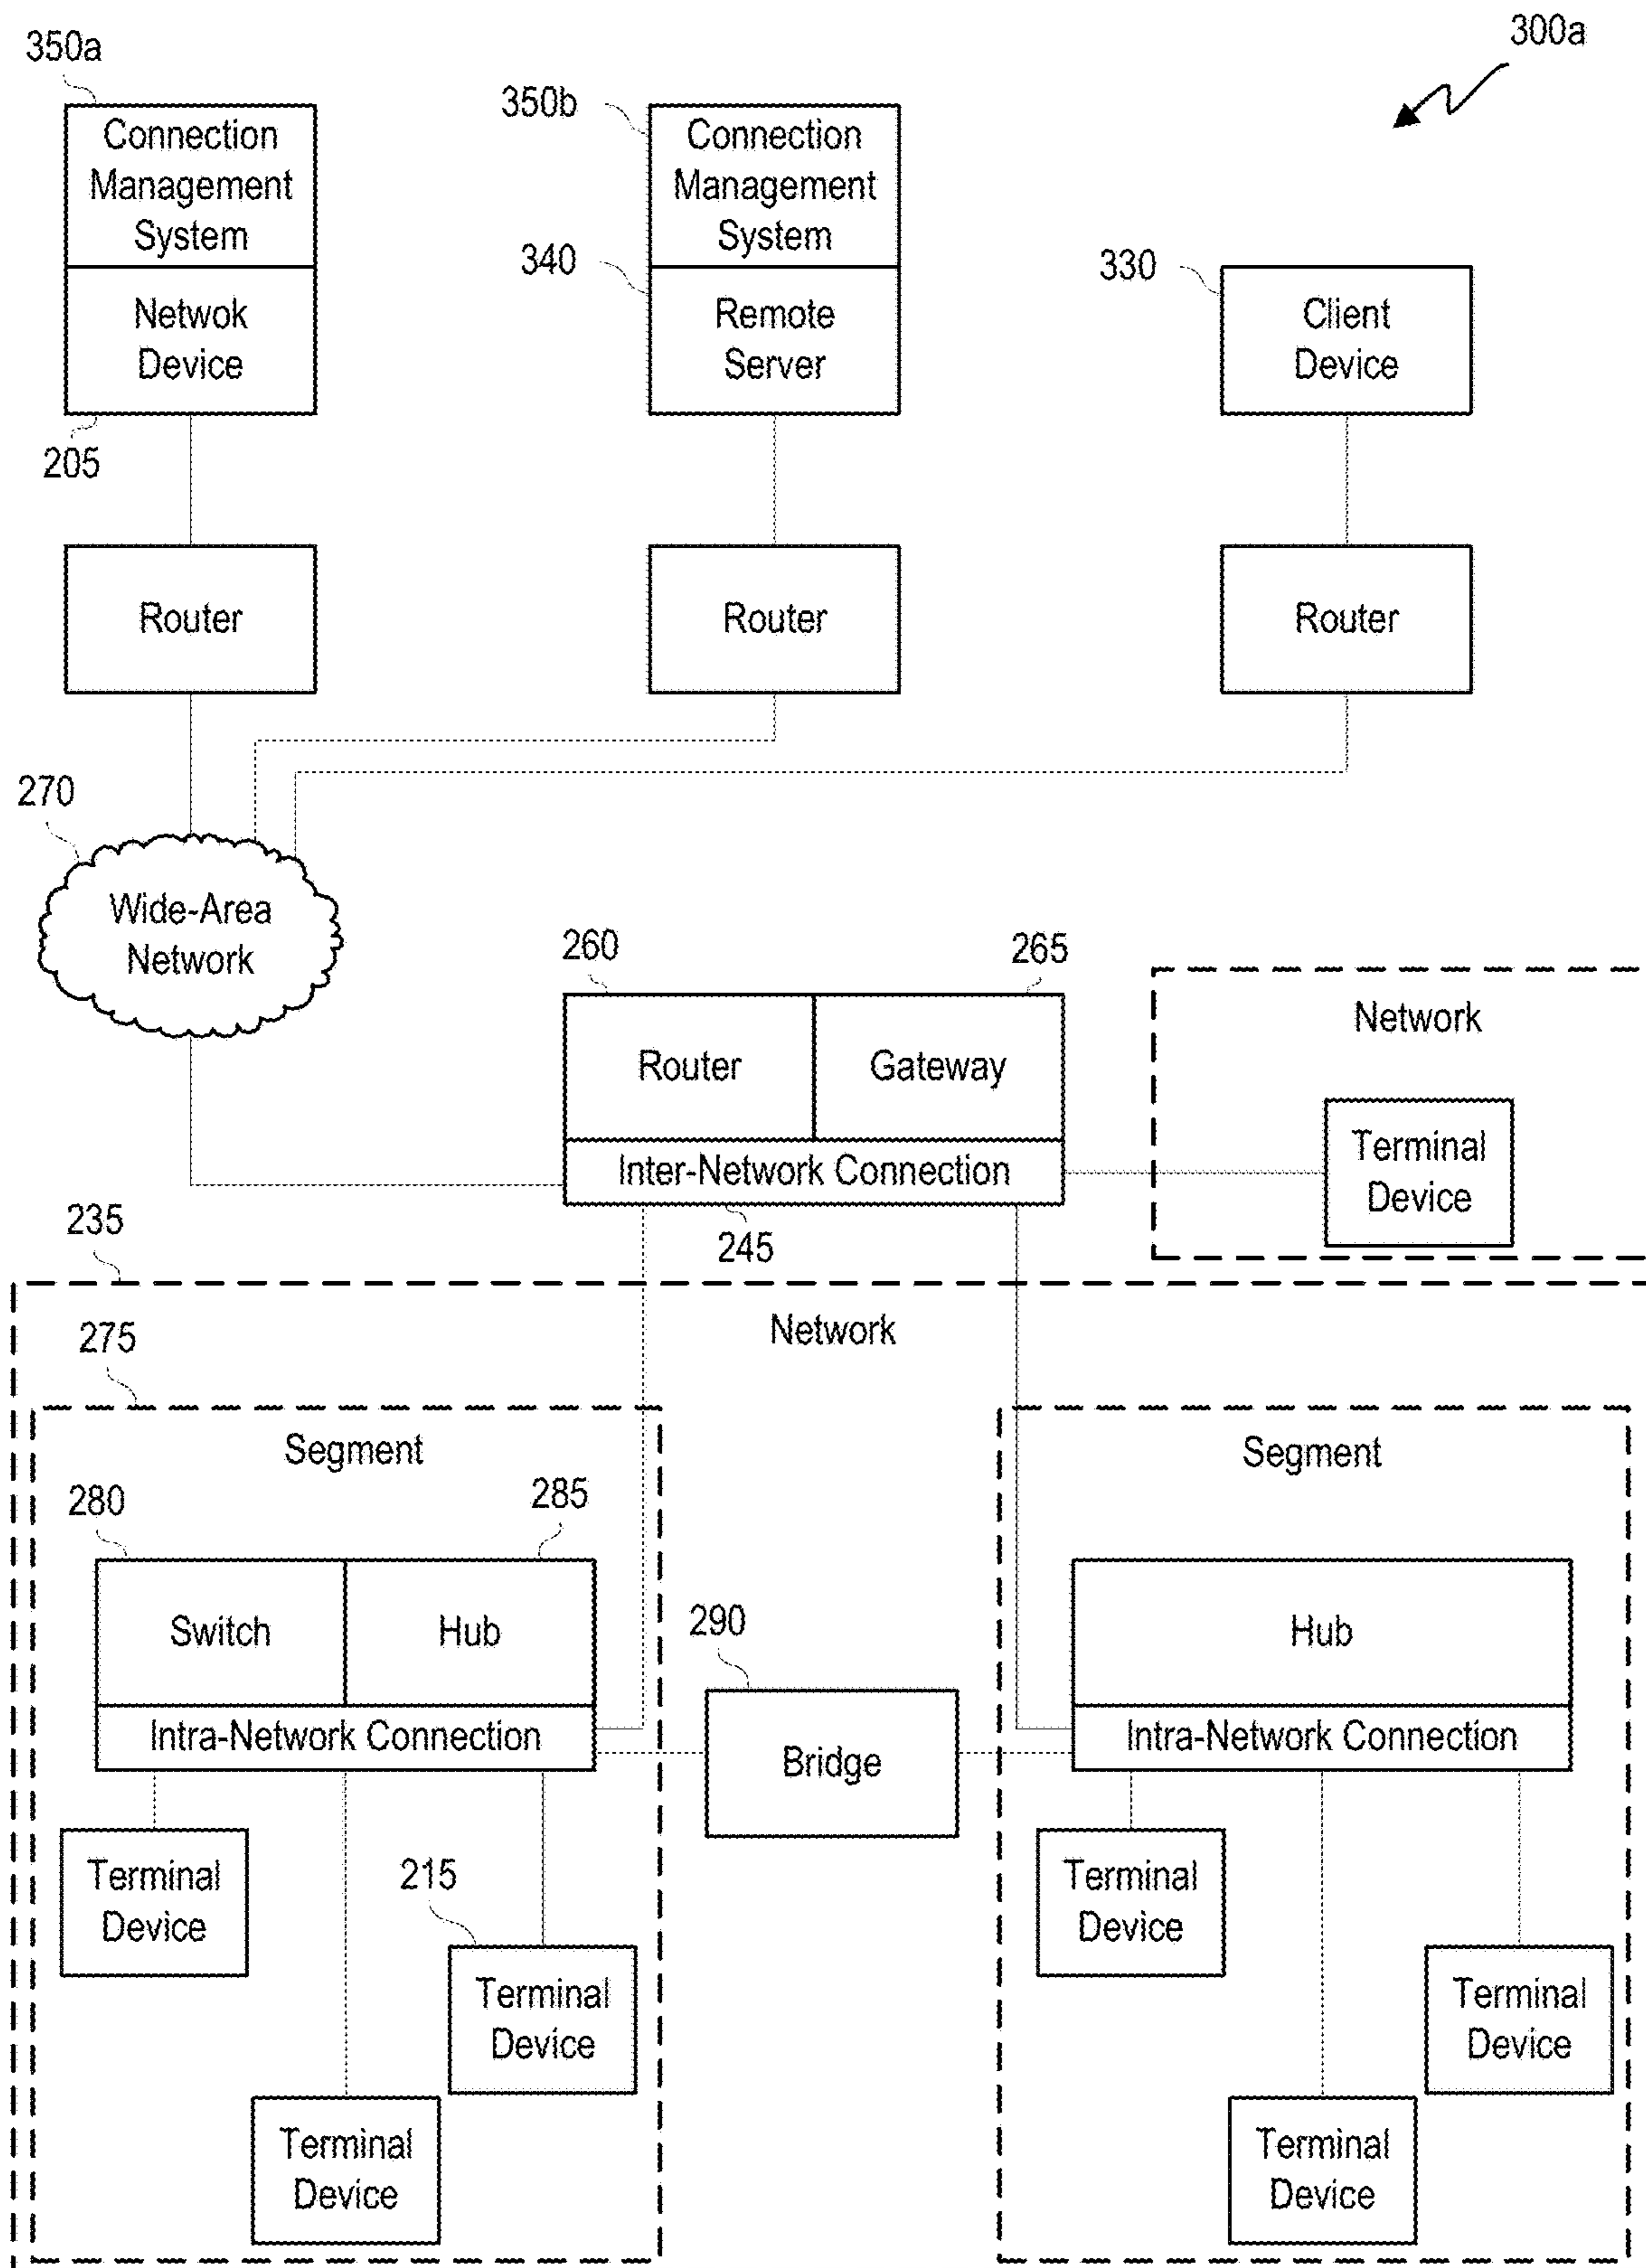 350a
300a
350b
Connection
Management
System
Connection
Management
System
340
330
Netwok
Device
Remote
Server
Client
Device
205
Router
Router
Router
270
Wide-Area
Network
260
265
Network
Router
Gateway
Terminal
Device
Inter-Network Connection
235
245
275
Network
Segment
Segment
280
285
Switch
Hub
290
Hub
Intra-Network Connection
Bridge
Intra-Network Connection
Terminal
Device
215
Terminal
Device
Terminal
Device
Terminal
Device
Terminal
Device
Terminal
Device